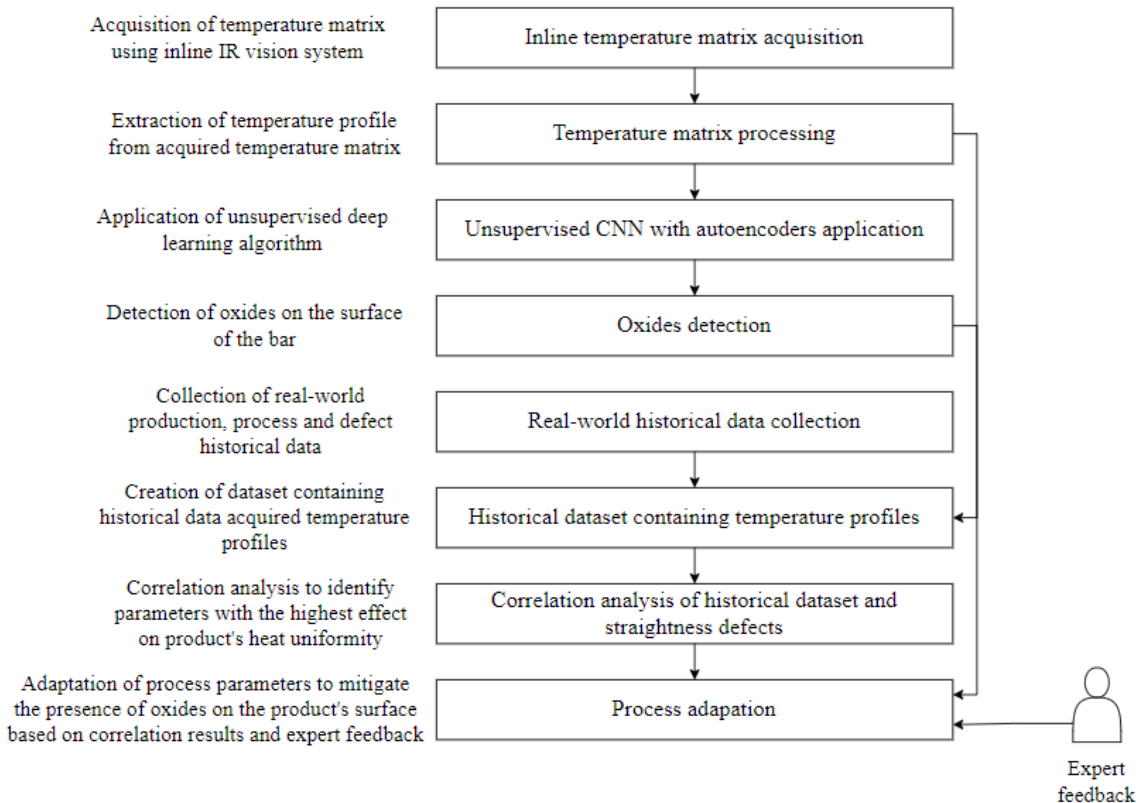 Acquisition of temperature matrix
using inline IR vision system
Inline temperature matrix acquisition
Extraction of temperature profile
from acquired temperature matrix
Temperature matrix processing
Application of unsupervised deep
learning algorithm
Unsupervised CNN with autoencoders application
Detection of oxides on the surface
of the bar
Oxides detection
Collection of real-world
production, process and defect
historical data
Real-world historical data collection
Creation of dataset containing
historical data acquired temperature
profiles
Historical dataset containing temperature profiles
Correlation analysis to identify
parameters with the highest effect
on product's heat uniformity
Correlation analysis of historical dataset and
straightness defects
Adaptation of process parameters to mitigate
the presence of oxides on the product's surface
based on correlation results and expert feedback
Process adapation
Expert
feedback